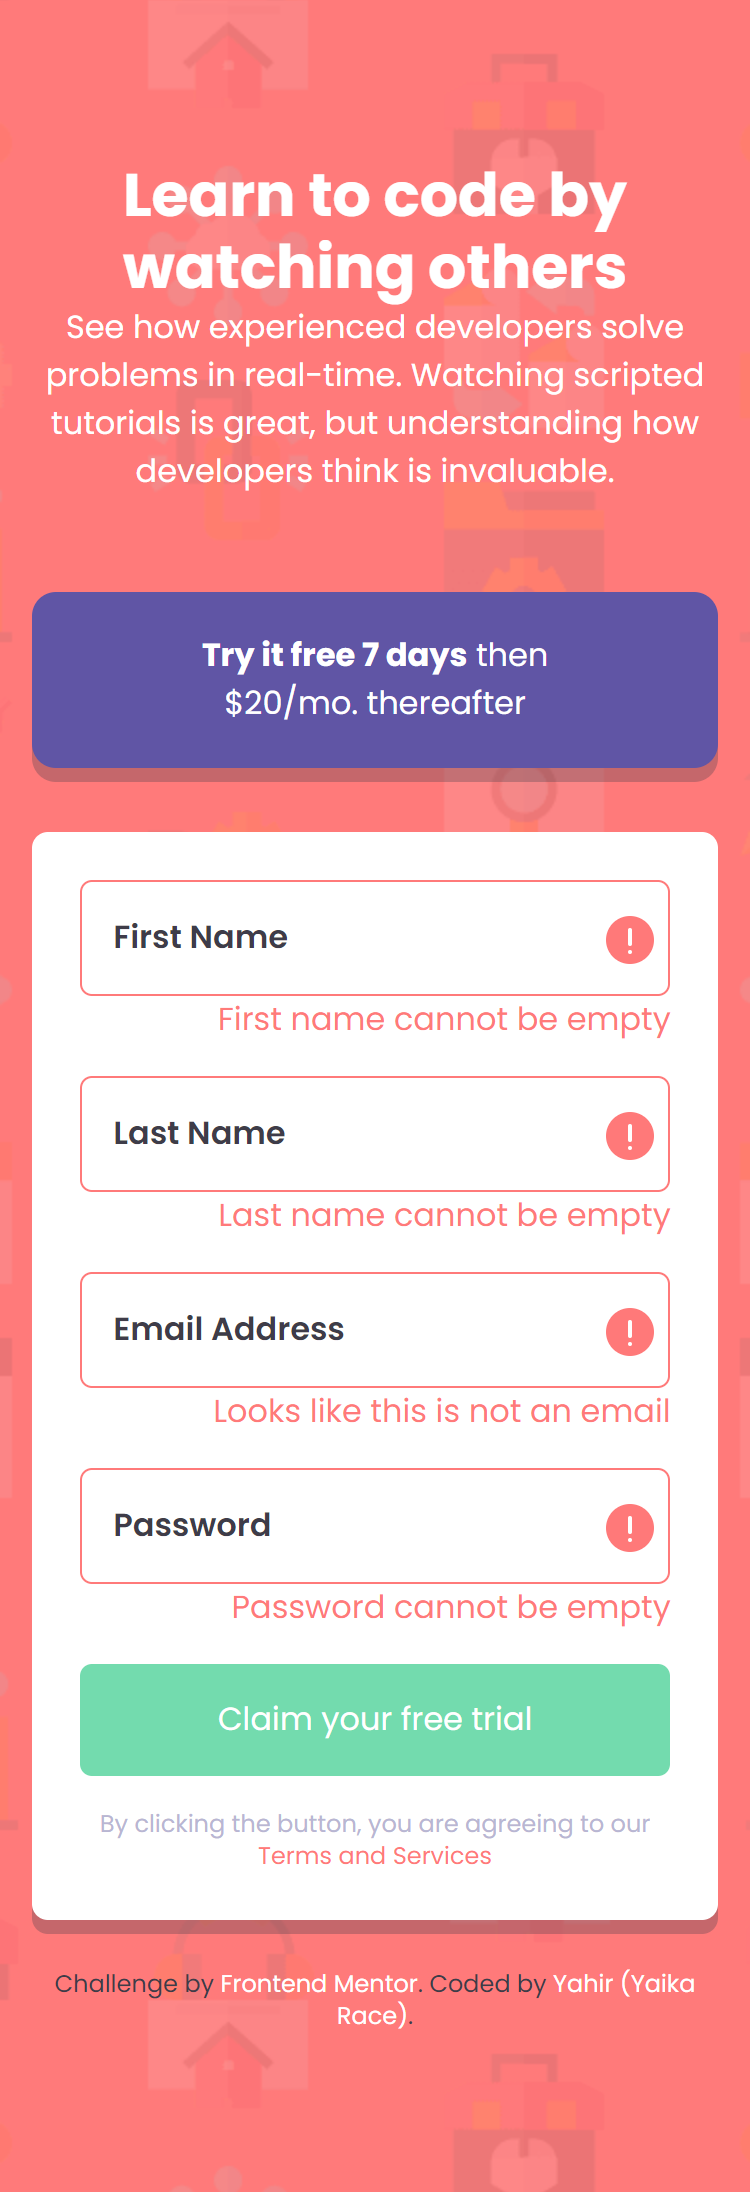 Learn to code by
watching others
See how experienced developers solve
problems in real-time. Watching scripted
tutorials is great, but understanding how
developers think is invaluable.
Try it free 7 days then
$20/mo. thereafter
First Name
First name cannot be empty
Last Name
Last name cannot be empty
Email Address
Looks like this is not an email
Password
Password cannot be empty
Claim your free trial
By clicking the button, you are agreeing to our
Terms and Services
Challenge by Frontend Mentor. Coded by Yahir (Yaika
Race).